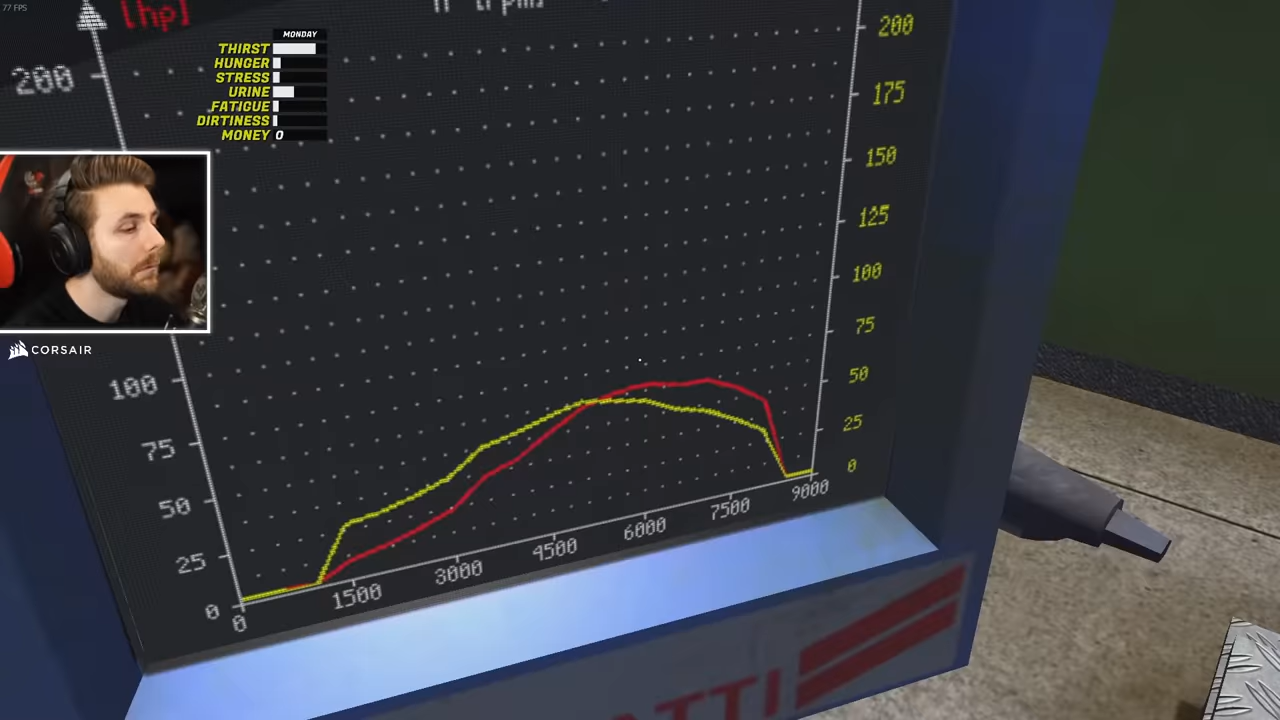 77 FPS
[hp]
MONDAY
THIRST
HUNGER
STRESS
URINE
FATIGUE
DIRTINESS
MONEY 0
CORSAIR
200
100
75
50
25
0
200
175
150
125
100
75
50
25
0
0
1500
3000
4500
6000
7500
9000